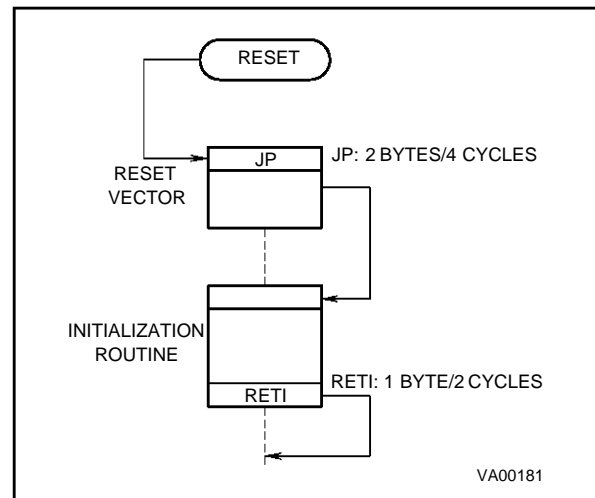 RESET
JP
JP: 2 BYTES/4 CYCLES
RESET
VECTOR
INITIALIZATION
ROUTINE
RETI
RETI: 1 BYTE/2 CYCLES
VA00181